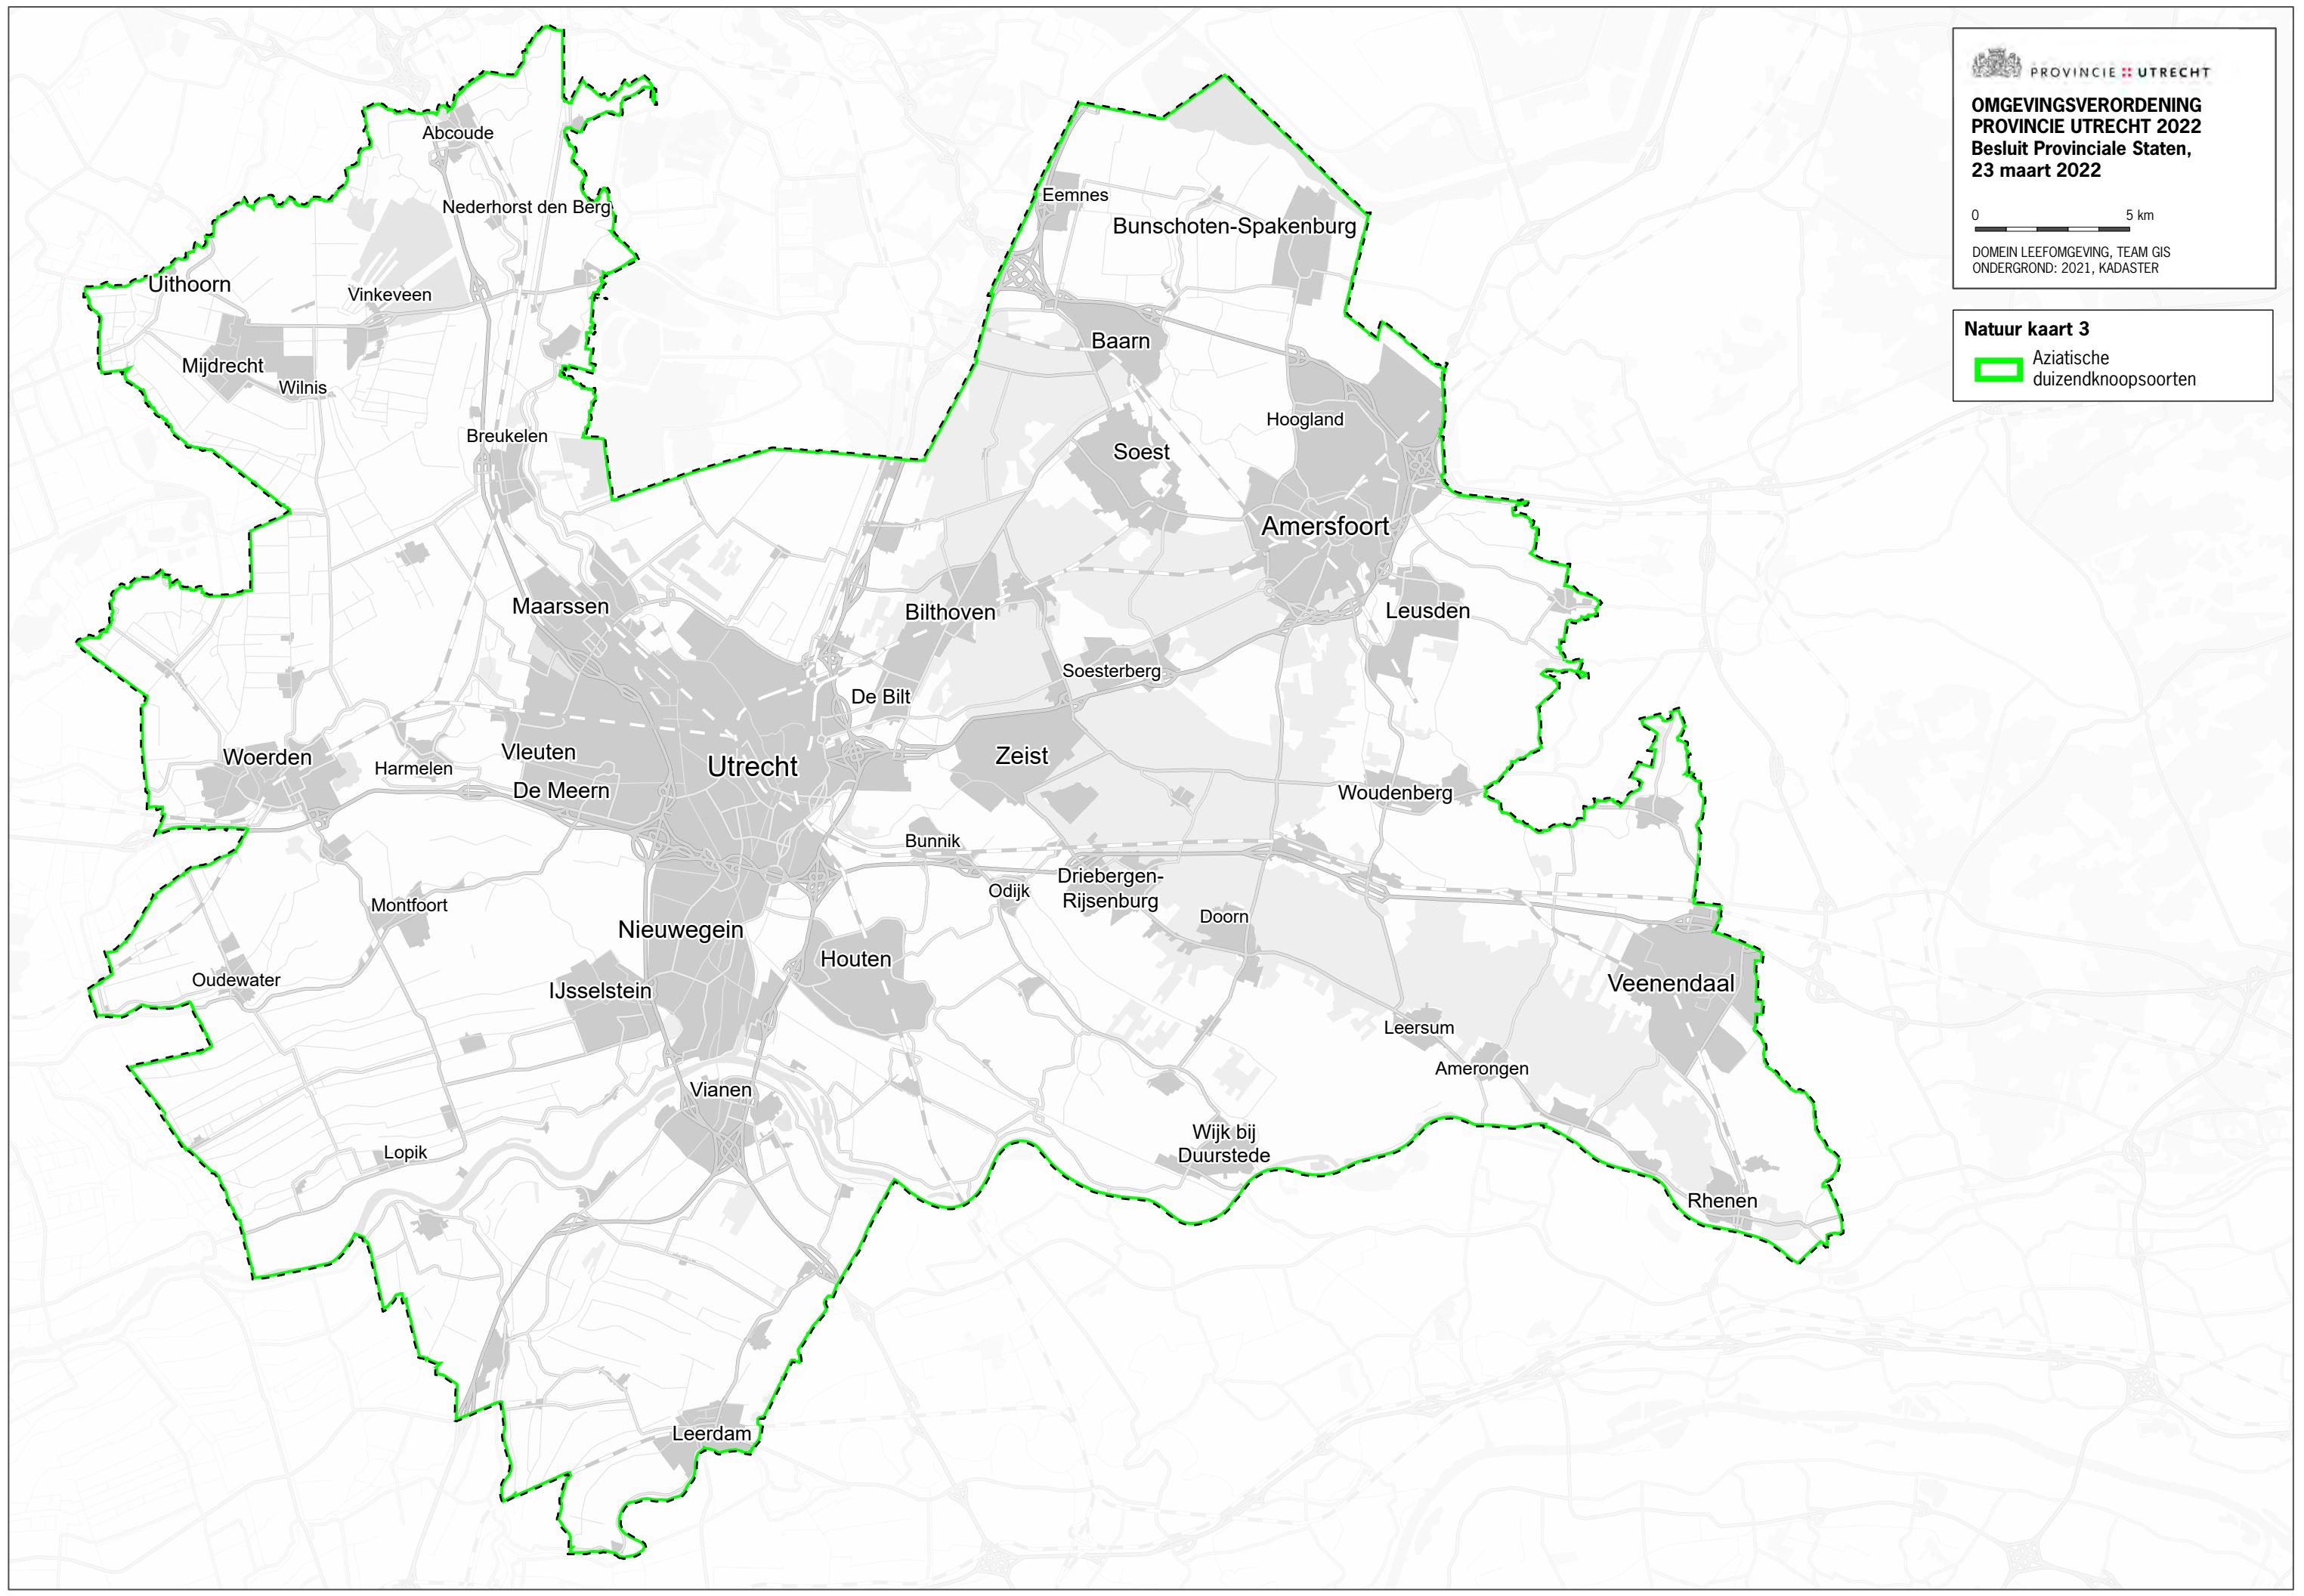 PROVINCIE UTRECHT
OMGEVINGSVERORDENING
PROVINCIE UTRECHT 2022
Besluit Provinciale Staten,
23 maart 2022
0 5 km
DOMEIN LEEFOMGEVING, TEAM GIS
ONDERGROND: 2021, KADASTER
Natuur kaart 3
Aziatische
duizendknoopsoorten
Abcoude
Nederhorst den Berg
Eemnes
Bunschoten-Spakenburg
Uithoorn
Vinkeveen
Baarn
Mijdrecht
Wilnis
Hoogland
Breukelen
Soest
Amersfoort
Maarssen
Bilthoven
Leusden
Soesterberg
De Bilt
Vleuten
Woerden
Harmelen
Utrecht
Zeist
De Meern
Woudenberg
Bunnik
Driebergen-
Rijsenburg
Odijk
Montfoort
Doorn
Nieuwegein
Houten
Oudewater
IJsselstein
Veenendaal
Leersum
Amerongen
Vianen
Lopik
Wijk bij
Duurstede
Rhenen
Leerdam